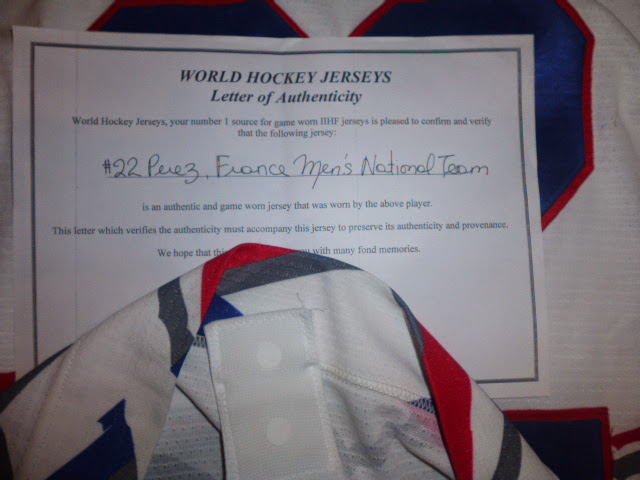 WORLD HOCKEY JERSEYS
Letter of Authenticity
World Hockey Jerseys, your number 1 source for game worn IIHF jerseys is pleased to confirm and verify
that the following jersey:
#22 Perez, France Men's National Team
is an authentic and game worn jersey that was worn by the above player.
This letter which verifies the authenticity must accompany this jersey to preserve its authenticity and provenance.
We hope that with many fond memories.